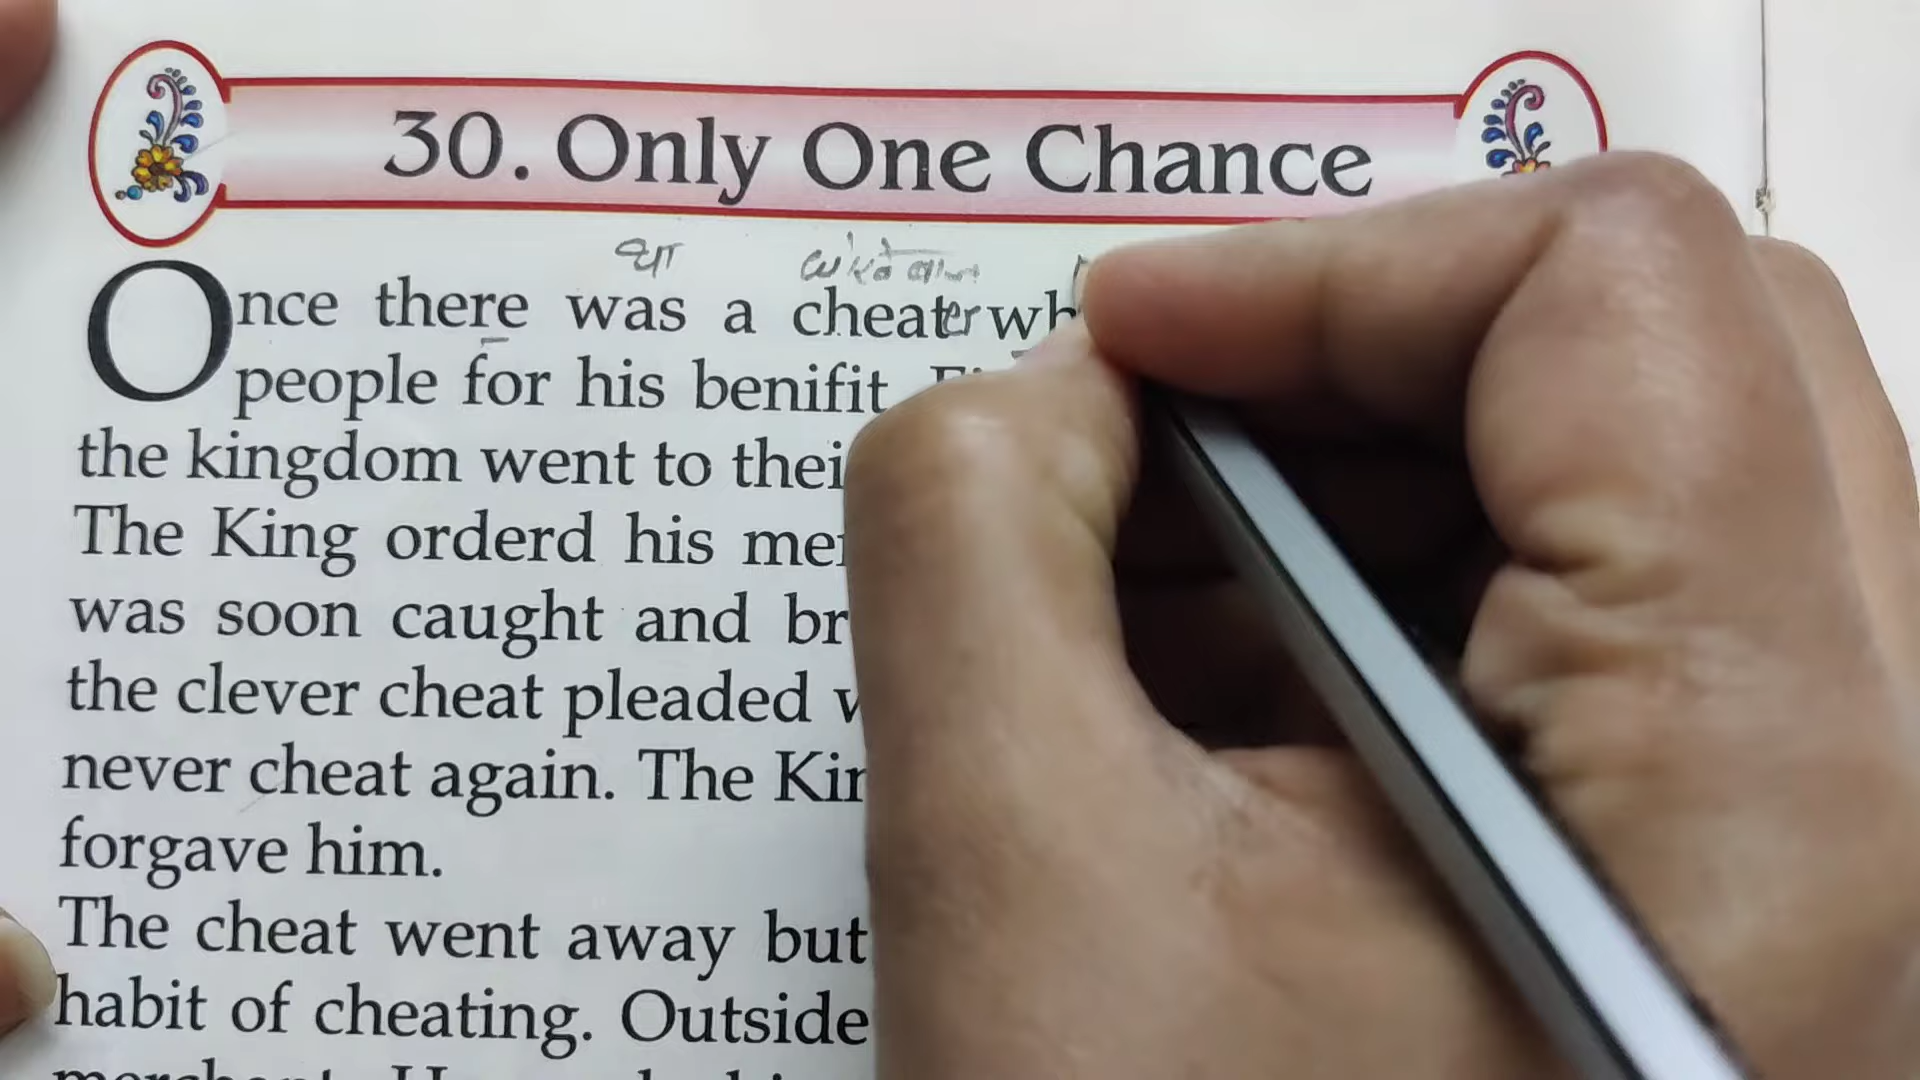 30. Only One Chance
था धोखेबाज
Once there was a cheater wh
people for his benifit.
the kingdom went to thei
The King orderd his me
was soon caught and br
the clever cheat pleaded
never cheat again. The Kin
forgave him.
The cheat went away but
habit of cheating. Outside